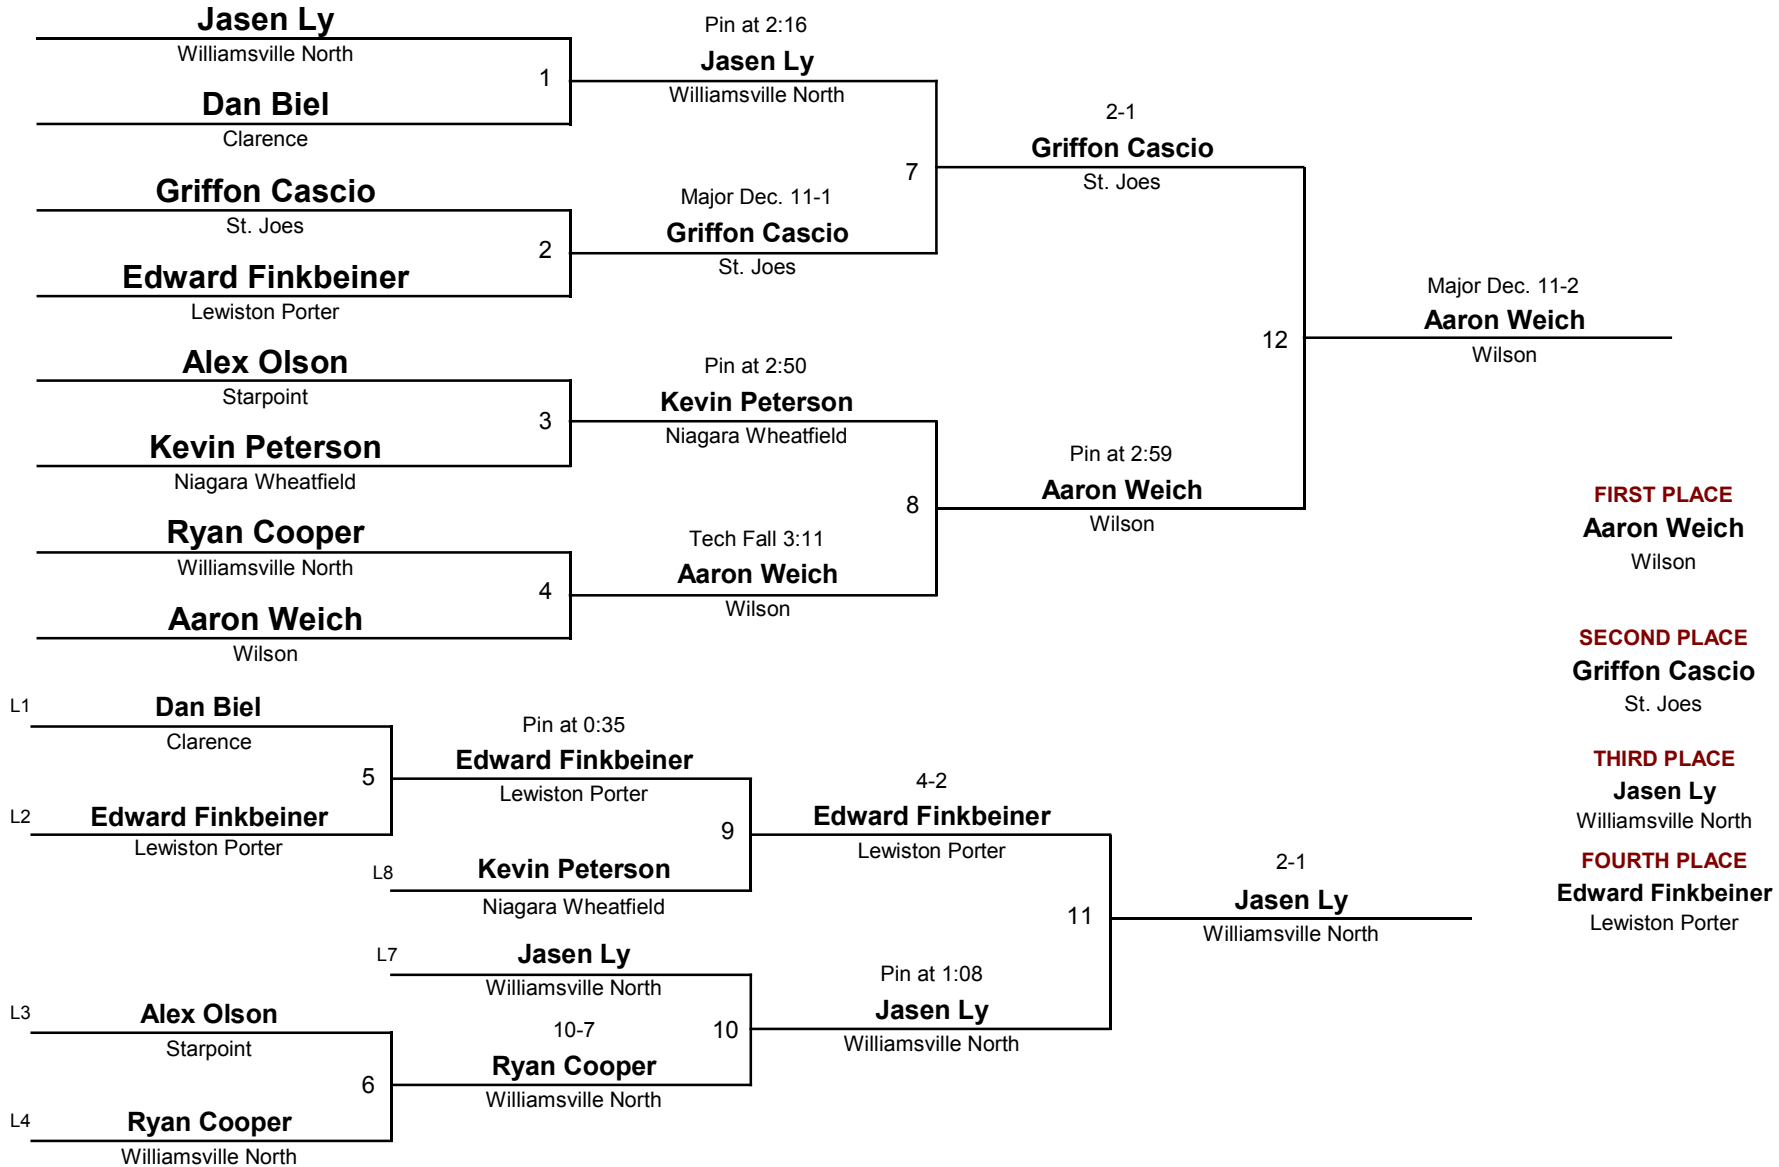 Jasen Ly
Williamsville North
1
Dan Biel
Clarence
Griffon Cascio
St. Joes
2
Edward Finkbeiner
Lewiston Porter
Alex Olson
Starpoint
3
Kevin Peterson
Niagara Wheatfield
Ryan Cooper
Williamsville North
4
Aaron Weich
Wilson
Pin at 2:16
Jasen Ly
Williamsville North
7
Major Dec. 11-1
Griffon Cascio
St. Joes
Pin at 2:50
Kevin Peterson
Niagara Wheatfield
8
Tech Fall 3:11
Aaron Weich
Wilson
2-1
Griffon Cascio
St. Joes
12
Pin at 2:59
Aaron Weich
Wilson
Major Dec. 11-2
Aaron Weich
Wilson
L1
Dan Biel
Clarence
5
L2
Edward Finkbeiner
Lewiston Porter
Pin at 0:35
Edward Finkbeiner
Lewiston Porter
9
L8
Kevin Peterson
Niagara Wheatfield
L7
Jasen Ly
Williamsville North
10
L3
Alex Olson
Starpoint
6
L4
Ryan Cooper
Williamsville North
10-7
Ryan Cooper
Williamsville North
4-2
Edward Finkbeiner
Lewiston Porter
11
Pin at 1:08
Jasen Ly
Williamsville North
2-1
Jasen Ly
Williamsville North
FIRST PLACE
Aaron Weich
Wilson
SECOND PLACE
Griffon Cascio
St. Joes
THIRD PLACE
Jasen Ly
Williamsville North
FOURTH PLACE
Edward Finkbeiner
Lewiston Porter